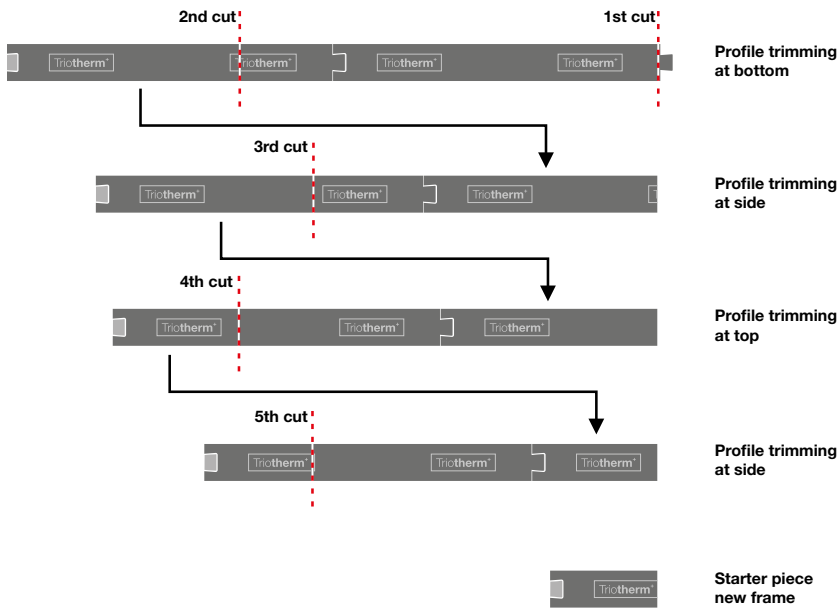 2nd cut
1st cut
Triotherm+
Triotherm+
Triotherm+
Triotherm+
Profile trimming
at bottom
3rd cut
Triotherm+
Triotherm+
Triotherm+
Tri
Profile trimming
at side
4th cut
Triotherm+
Triotherm+
Triotherm+
Profile trimming
at top
5th cut
Triotherm+
Triotherm+
Triotherm+
Profile trimming
at side
Triotherm
Starter piece
new frame